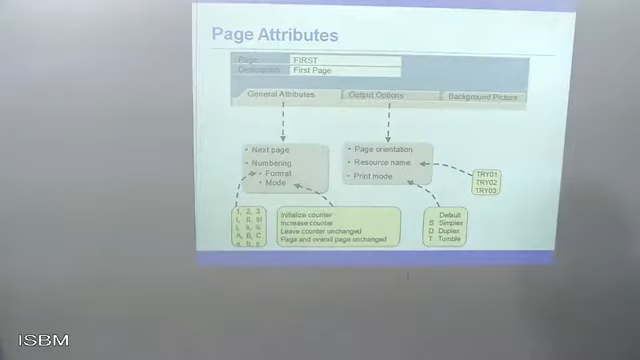 Page Attributes
Page FIRST
Description First Page
General Attributes Output Options Background Picture
• Next page
• Numbering
• Format
• Mode
• Page orientation
• Resource name
• Print mode
TRY01
TRY02
TRY03
1, 2, 3
I, II, III
i, ii, iii
A, B, C
a, b, c
Initialize counter
Increase counter
Leave counter unchanged
Page and overall page unchanged
Default
S Simplex
D Duplex
T Tumble
ISBM